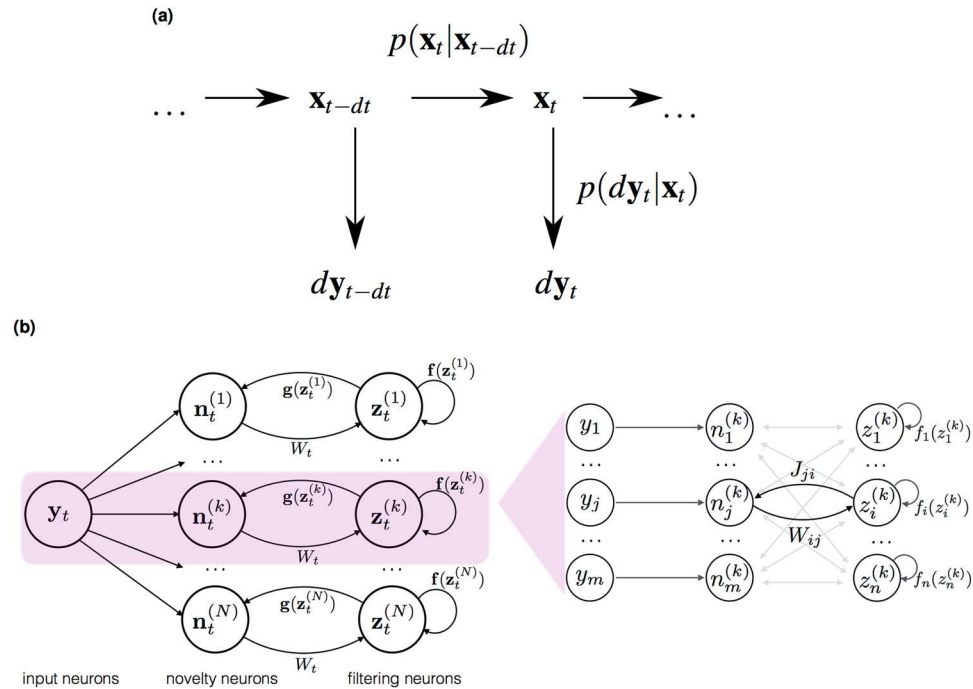 (a)
p(x_t|x_{t−dt})
... x_{t−dt} x_t ...
p(dy_t|x_t)
dy_{t−dt} dy_t
(b)
f(z_t^{(1)})
n_t^{(1)} g(z_t^{(1)}) z_t^{(1)}
W_t
... ...
f(z_t^{(k)})
y_t n_t^{(k)} g(z_t^{(k)}) z_t^{(k)}
W_t
... ...
f(z_t^{(N)})
n_t^{(N)} g(z_t^{(N)}) z_t^{(N)}
W_t
input neurons novelty neurons filtering neurons
y_1 n_1^{(k)} z_1^{(k)} f_1(z_1^{(k)})
... ... ...
J_{ji}
y_j n_j^{(k)} z_i^{(k)} f_i(z_i^{(k)})
W_{ij}
... ... ...
y_m n_m^{(k)} z_n^{(k)} f_n(z_n^{(k)})